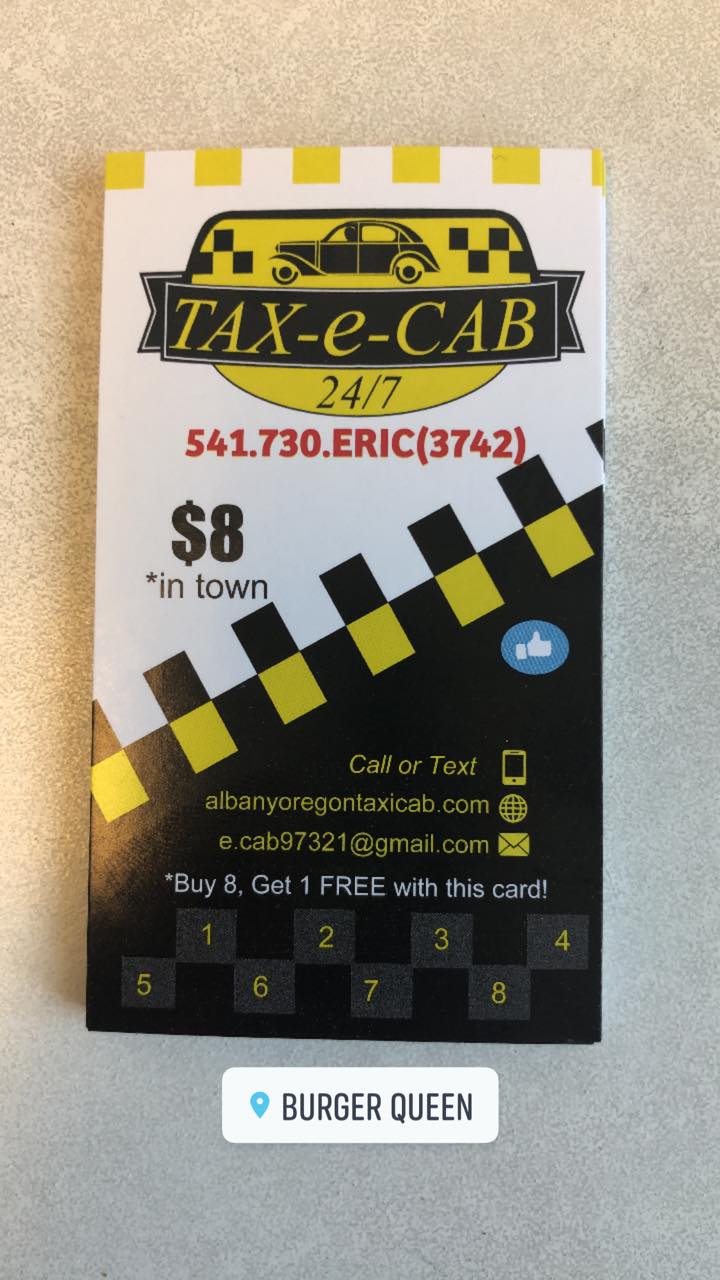 TAX-e-CAB
24/7
541.730.ERIC(3742)
$8
*in town
Call or Text
albanyoregontaxicab.com
e.cab97321@gmail.com
*Buy 8, Get 1 FREE with this card!
1 2 3 4
5 6 7 8
BURGER QUEEN